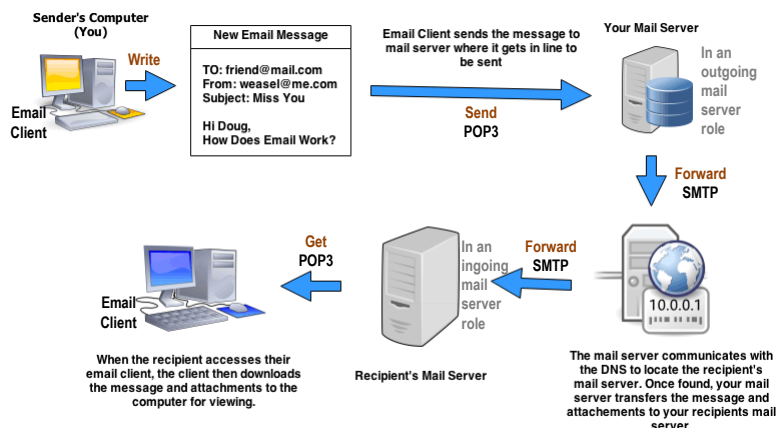 Sender's Computer
(You)
Write
Email
Client
New Email Message
TO: friend@mail.com
From: weasel@me.com
Subject: Miss You
Hi Doug,
How Does Email Work?
Email Client sends the message to
mail server where it gets in line to
be sent
Send
POP3
Your Mail Server
In an
outgoing
mail
server
role
Forward
SMTP
10.0.0.1
The mail server communicates with
the DNS to locate the recipient's
mail server. Once found, your mail
server transfers the message and
attachements to your recipients mail
server
Forward
SMTP
In an
ingoing
mail
server
role
Recipient's Mail Server
Get
POP3
Email
Client
When the recipient accesses their
email client, the client then downloads
the message and attachments to the
computer for viewing.